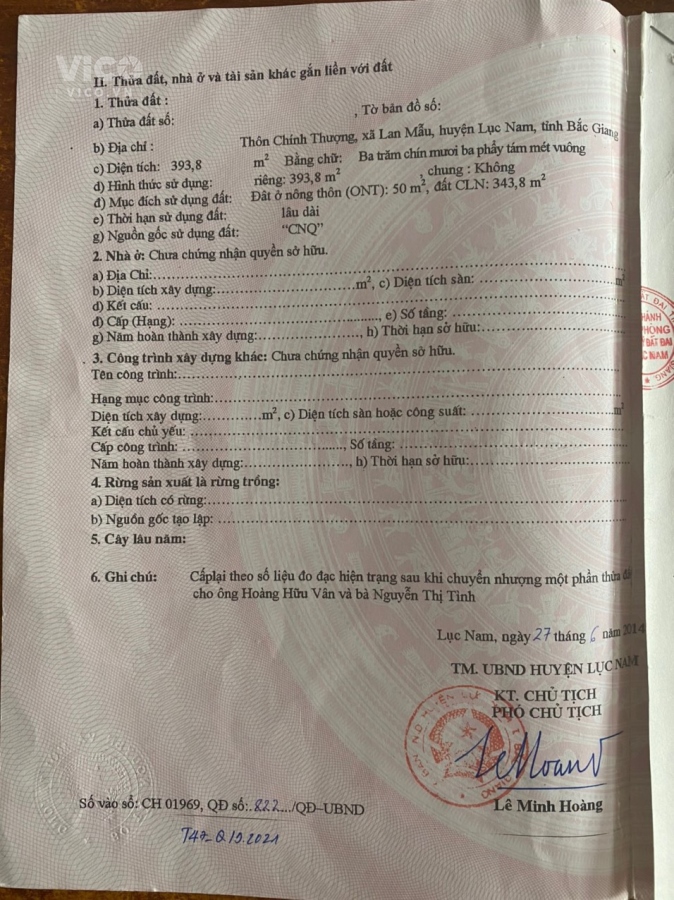 ViCO
VICO.VN
II. Thửa đất, nhà ở và tài sản khác gắn liền với đất
1. Thửa đất :
a) Thửa đất số: , Tờ bản đồ số:
b) Địa chỉ : Thôn Chính Thượng, xã Lan Mẫu, huyện Lục Nam, tỉnh Bắc Giang
c) Diện tích: 393,8 m² Bằng chữ: Ba trăm chín mươi ba phẩy tám mét vuông
d) Hình thức sử dụng: riêng: 393,8 m² , chung : Không
đ) Mục đích sử dụng đất: Đất ở nông thôn (ONT): 50 m², đất CLN: 343,8 m²
e) Thời hạn sử dụng đất: lâu dài
g) Nguồn gốc sử dụng đất: "CNQ"
2. Nhà ở: Chưa chứng nhận quyền sở hữu.
a) Địa Chỉ:
b) Diện tích xây dựng: m², c) Diện tích sàn: m²
d) Kết cấu:
đ) Cấp (Hạng): , e) Số tầng:
g) Năm hoàn thành xây dựng: , h) Thời hạn sở hữu:
3. Công trình xây dựng khác: Chưa chứng nhận quyền sở hữu.
Tên công trình:
Hạng mục công trình:
Diện tích xây dựng: m², c) Diện tích sàn hoặc công suất: m²
Kết cấu chủ yếu:
Cấp công trình: , Số tầng:
Năm hoàn thành xây dựng: , h) Thời hạn sở hữu:
4. Rừng sản xuất là rừng trồng:
a) Diện tích có rừng:
b) Nguồn gốc tạo lập:
5. Cây lâu năm:
6. Ghi chú: Cấplại theo số liệu đo đạc hiện trạng sau khi chuyển nhượng một phần thửa
cho ông Hoàng Hữu Vân và bà Nguyễn Thị Tình
Lục Nam, ngày 27 tháng 6 năm 2014
TM. UBND HUYỆN LỤC NAM
KT. CHỦ TỊCH
PHÓ CHỦ TỊCH
Lê Minh Hoàng
Số vào sổ: CH 01969, QĐ số: 822 /QĐ–UBND